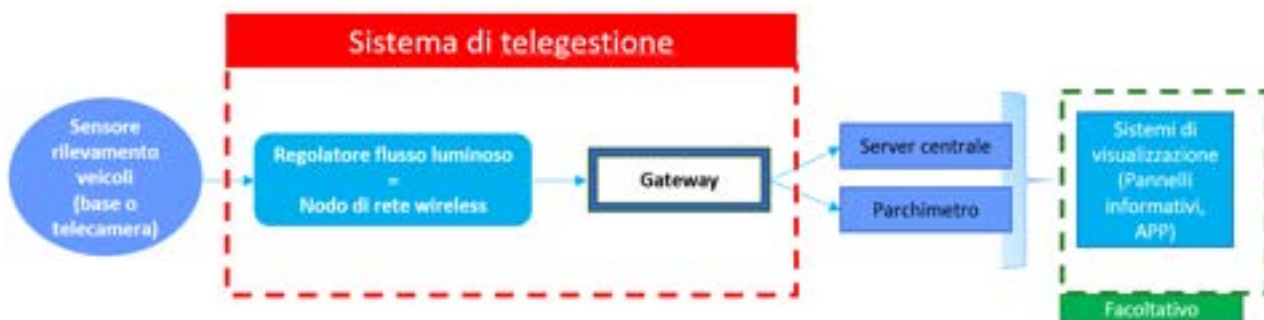 Sistema di telegestione
Sensore
rilevamento
veicoli
(base o
telecamera)
Regolatore flusso luminoso
=
Nodo di rete wireless
Gateway
Server centrale
Parchimetro
Sistemi di
visualizzazione
(Pannelli
informativi,
APP)
Facoltativo